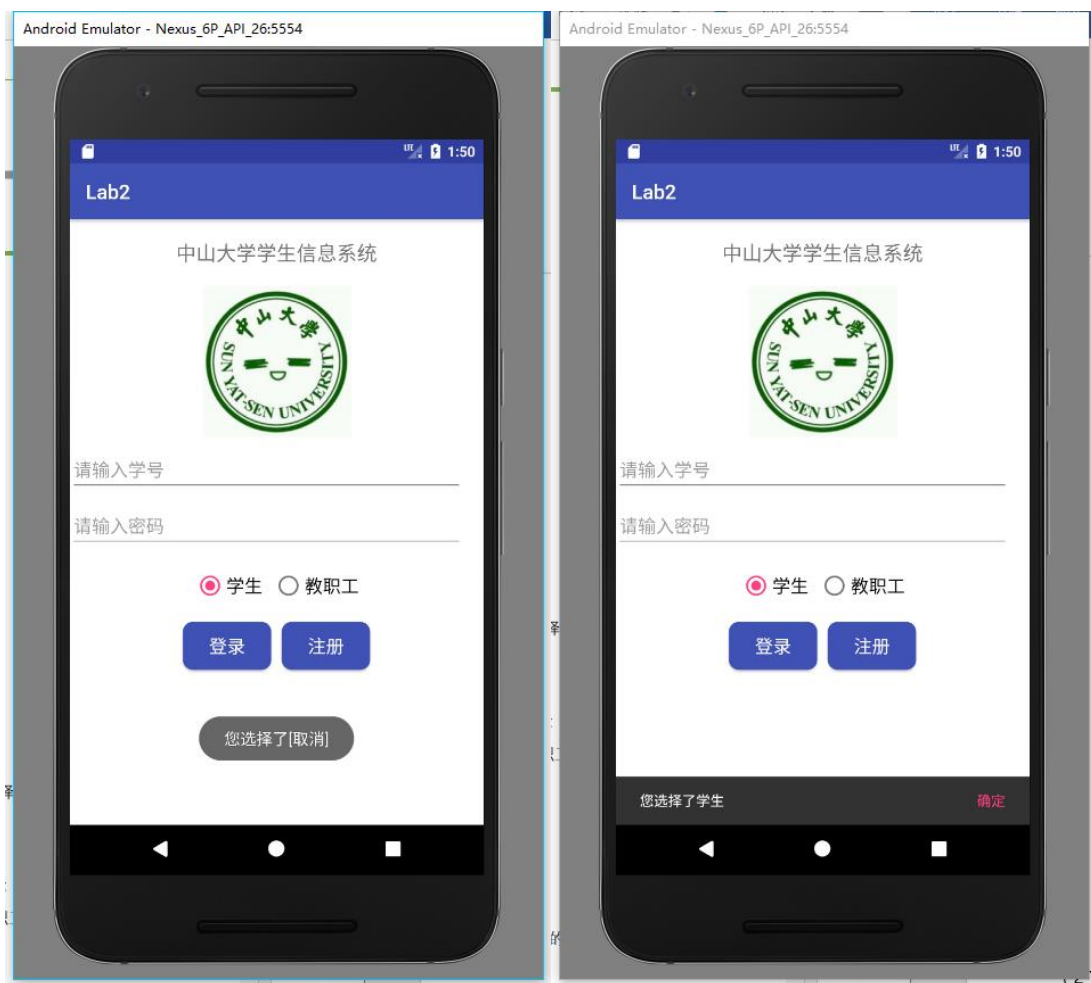 Android Emulator - Nexus_6P_API_26:5554
LTE 1:50
Lab2
中山大学学生信息系统
中山大学
SUN YAT-SEN UNIVERSITY
请输入学号
请输入密码
学生 教职工
登录 注册
您选择了[取消]
Android Emulator - Nexus_6P_API_26:5554
LTE 1:50
Lab2
中山大学学生信息系统
中山大学
SUN YAT-SEN UNIVERSITY
请输入学号
请输入密码
学生 教职工
登录 注册
您选择了学生 确定